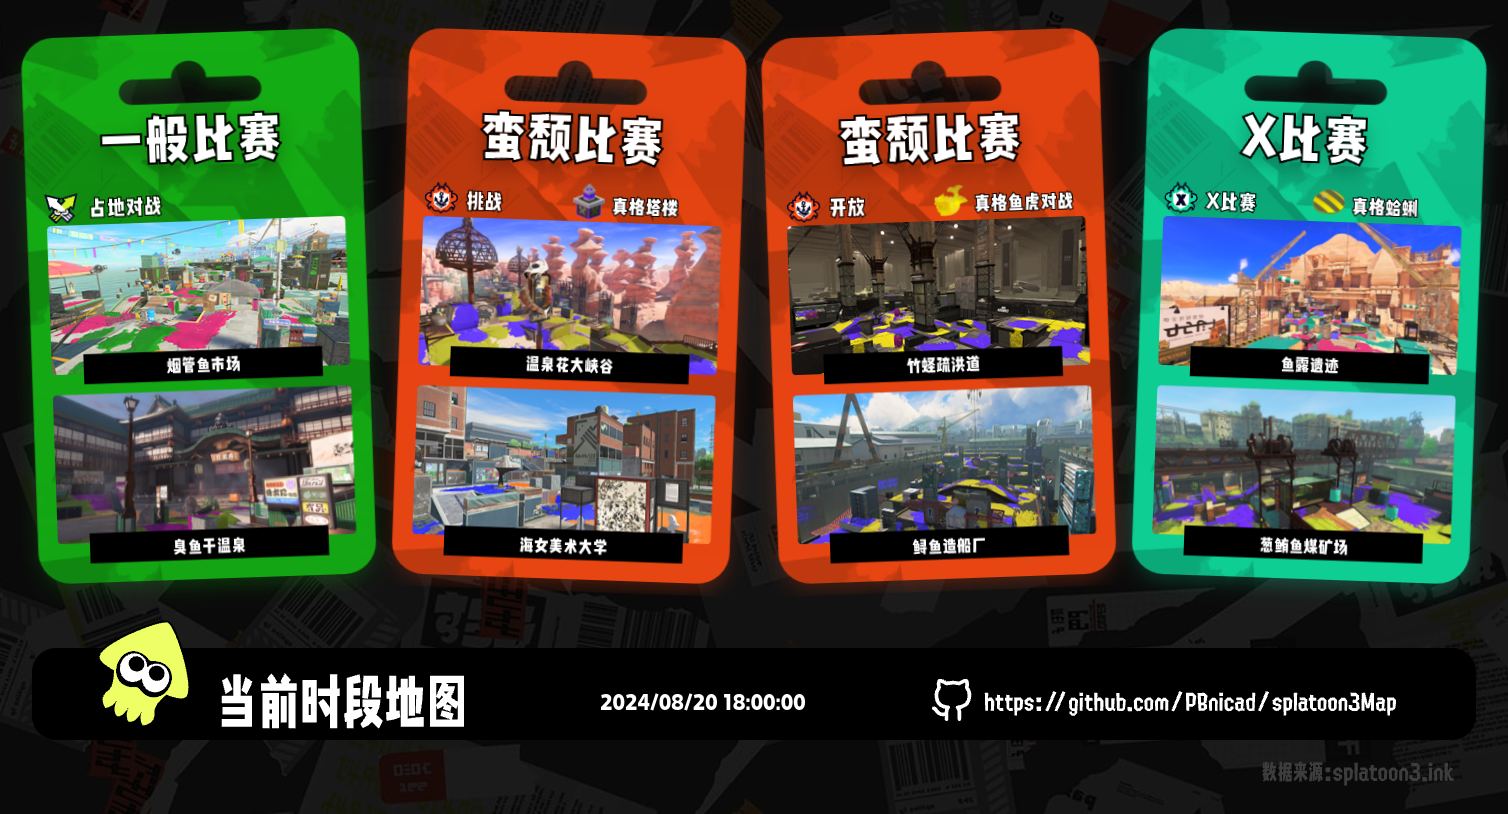 一般比赛
占地对战
烟管鱼市场
臭鱼干温泉
蛮颓比赛
挑战
真格塔楼
温泉花大峡谷
海女美术大学
蛮颓比赛
开放
真格鱼虎对战
竹蛏疏洪道
鲟鱼造船厂
X比赛
X比赛
真格蛤蜊
鱼露遗迹
葱鲔鱼煤矿场
当前时段地图
2024/08/20 18:00:00
https://github.com/PBnicad/splatoon3Map
数据来源:splatoon3.ink